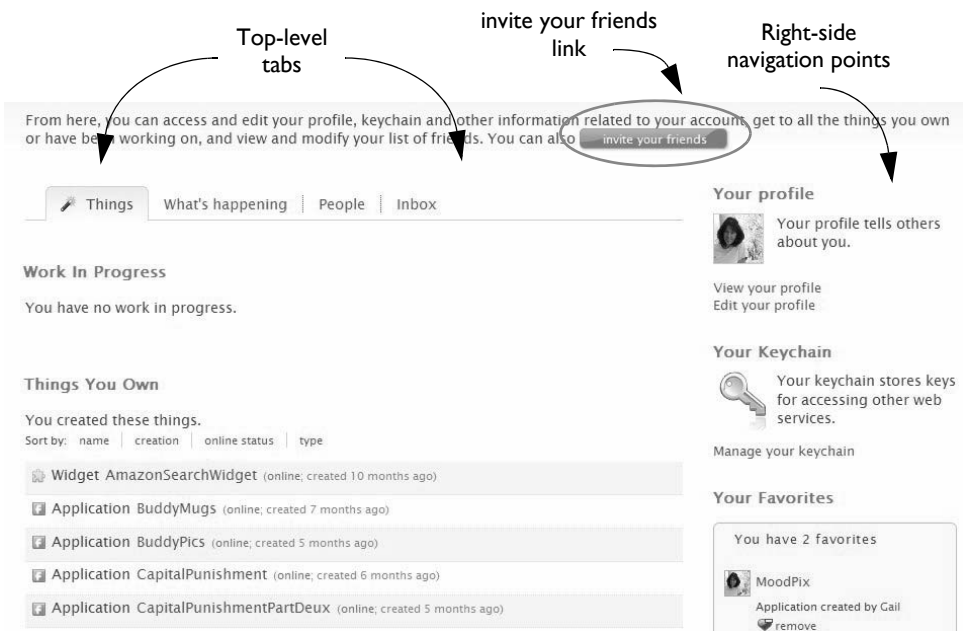 Top-level
tabs
invite your friends
link
Right-side
navigation points
From here, you can access and edit your profile, keychain and other information related to your account, get to all the things you own
or have been working on, and view and modify your list of friends. You can also invite your friends
Things What's happening People Inbox
Work In Progress
You have no work in progress.
Things You Own
You created these things.
Sort by: name creation online status type
Widget AmazonSearchWidget (online; created 10 months ago)
Application BuddyMugs (online; created 7 months ago)
Application BuddyPics (online; created 5 months ago)
Application CapitalPunishment (online; created 6 months ago)
Application CapitalPunishmentPartDeux (online; created 5 months ago)
Your profile
Your profile tells others
about you.
View your profile
Edit your profile
Your Keychain
Your keychain stores keys
for accessing other web
services.
Manage your keychain
Your Favorites
You have 2 favorites
MoodPix
Application created by Gail
remove